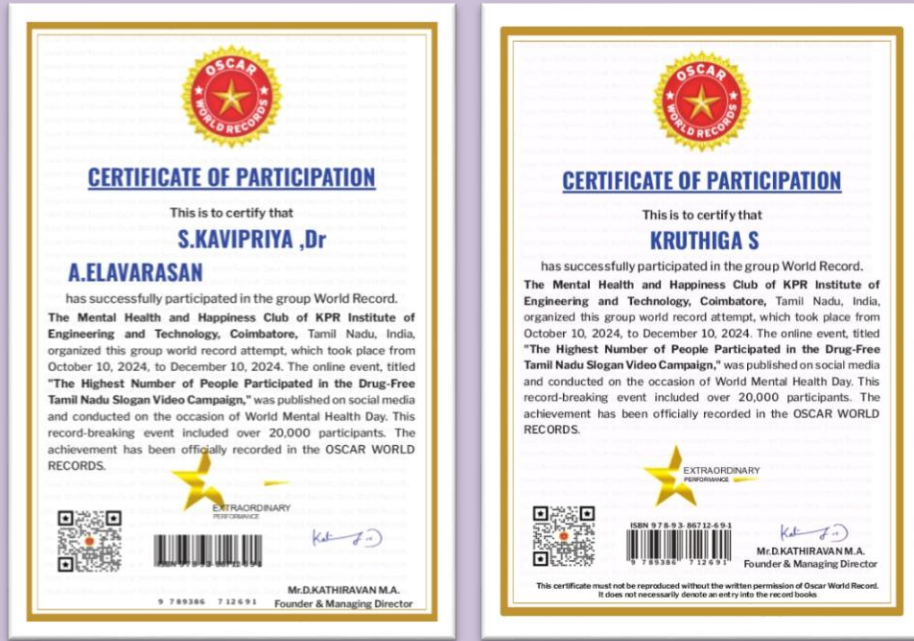 OSCAR
WORLD RECORDS
CERTIFICATE OF PARTICIPATION
This is to certify that
S.KAVIPRIYA ,Dr
A.ELAVARASAN
has successfully participated in the group World Record.
The Mental Health and Happiness Club of KPR Institute of
Engineering and Technology, Coimbatore, Tamil Nadu, India,
organized this group world record attempt, which took place from
October 10, 2024, to December 10, 2024. The online event, titled
"The Highest Number of People Participated in the Drug-Free
Tamil Nadu Slogan Video Campaign," was published on social media
and conducted on the occasion of World Mental Health Day. This
record-breaking event included over 20,000 participants. The
achievement has been officially recorded in the OSCAR WORLD
RECORDS.
EXTRAORDINARY
PERFORMANCE
9 789386 712691
Mr.D.KATHIRAVAN M.A.
Founder & Managing Director
OSCAR
WORLD RECORDS
CERTIFICATE OF PARTICIPATION
This is to certify that
KRUTHIGA S
has successfully participated in the group World Record.
The Mental Health and Happiness Club of KPR Institute of
Engineering and Technology, Coimbatore, Tamil Nadu, India,
organized this group world record attempt, which took place from
October 10, 2024, to December 10, 2024. The online event, titled
"The Highest Number of People Participated in the Drug-Free
Tamil Nadu Slogan Video Campaign," was published on social media
and conducted on the occasion of World Mental Health Day. This
record-breaking event included over 20,000 participants. The
achievement has been officially recorded in the OSCAR WORLD
RECORDS.
EXTRAORDINARY
PERFORMANCE
ISBN 978-93-86712-69-1
9 789386 712691
Mr.D.KATHIRAVAN M.A.
Founder & Managing Director
This certificate must not be reproduced without the written permission of Oscar World Record.
It does not necessarily denote an entry into the record books